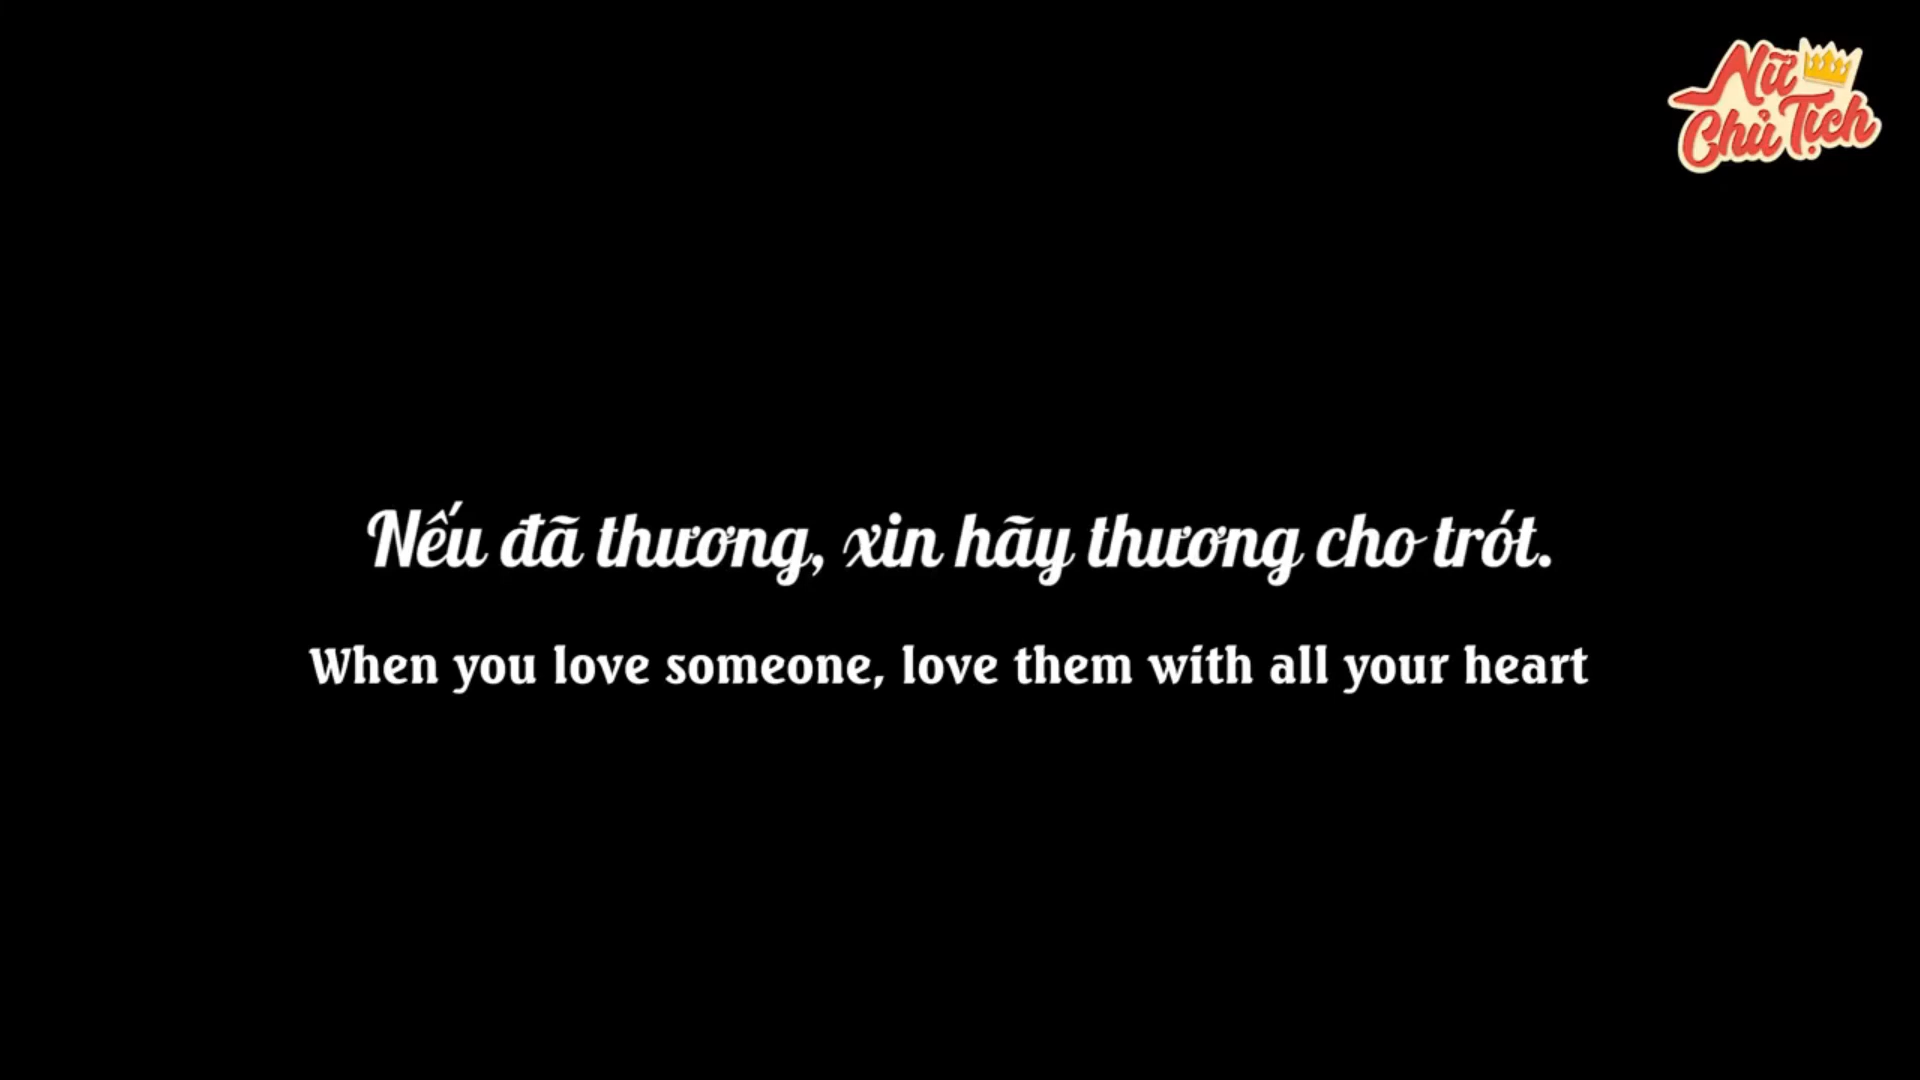 Nữ
Chủ Tịch
Nếu đã thương, xin hãy thương cho trót.
When you love someone, love them with all your heart